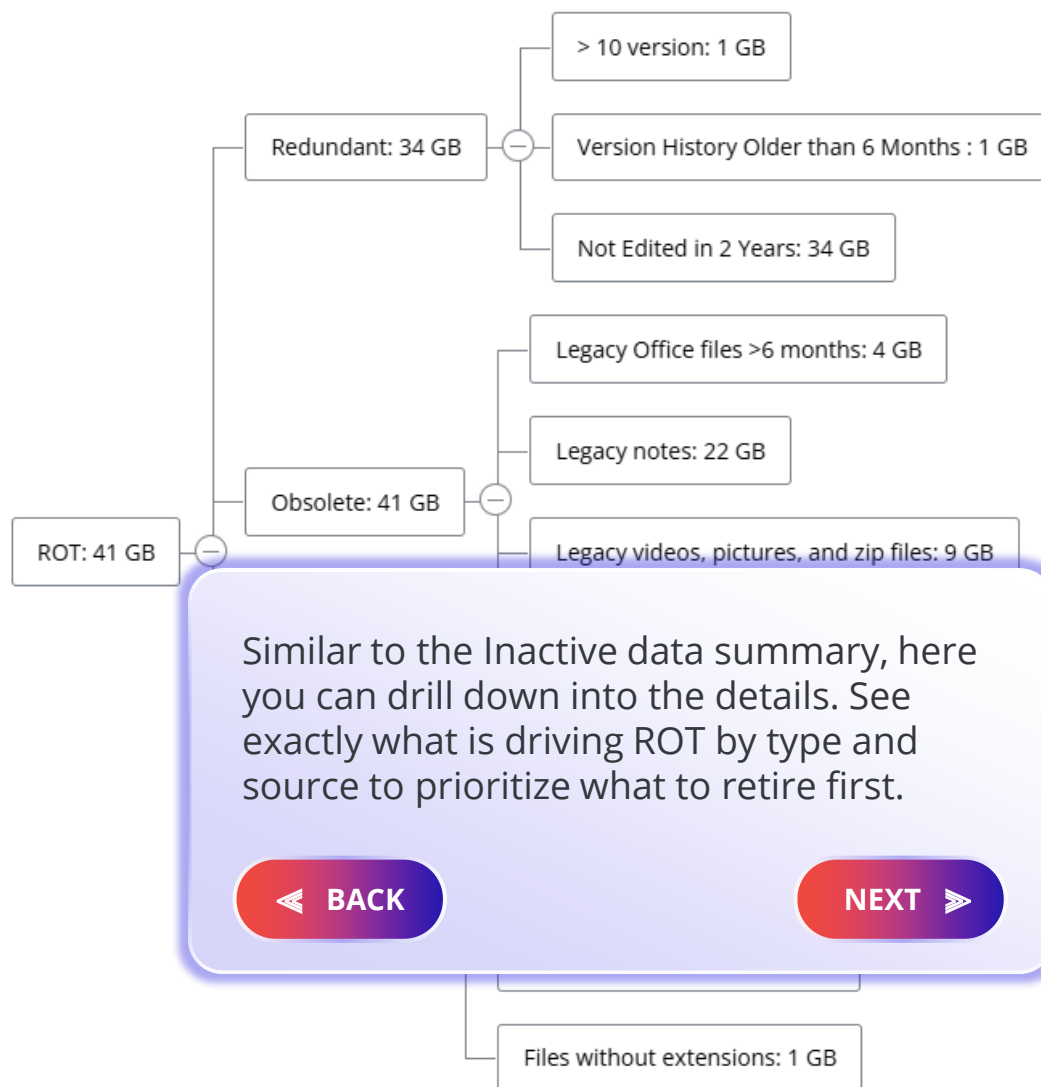 > 10 version: 1 GB
Redundant: 34 GB
Version History Older than 6 Months : 1 GB
Not Edited in 2 Years: 34 GB
Legacy Office files >6 months: 4 GB
Legacy notes: 22 GB
Obsolete: 41 GB
ROT: 41 GB
Legacy videos, pictures, and zip files: 9 GB
Similar to the Inactive data summary, here
you can drill down into the details. See
exactly what is driving ROT by type and
source to prioritize what to retire first.
BACK
NEXT
Files without extensions: 1 GB